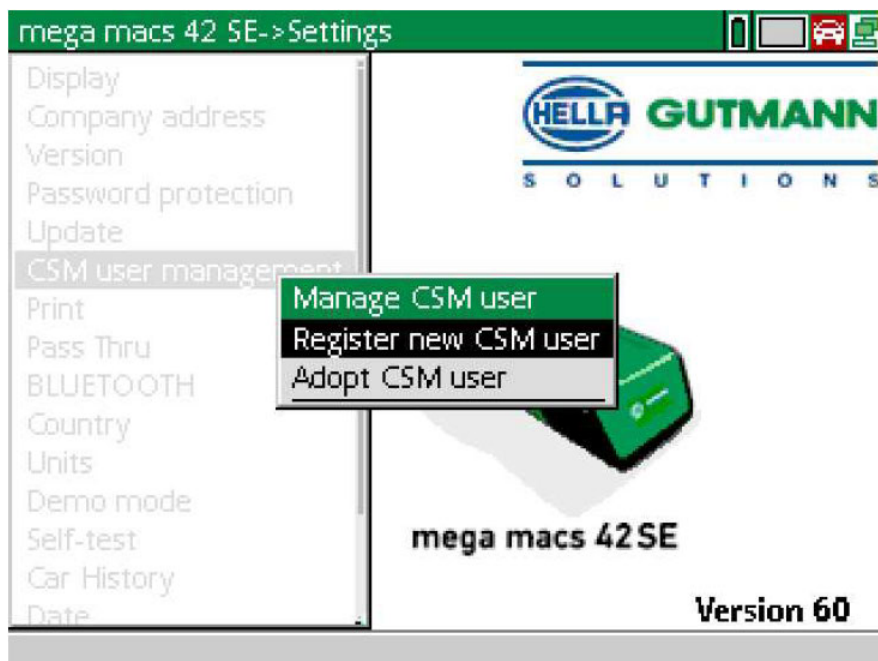 mega macs 42 SE->Settings
Display
Company address
Version
Password protection
Update
CSM user management
Print
Pass Thru
BLUETOOTH
Country
Units
Demo mode
Self-test
Car History
Date
Manage CSM user
Register new CSM user
Adopt CSM user
HELLA GUTMANN
SOLUTIONS
mega macs 42SE
Version 60